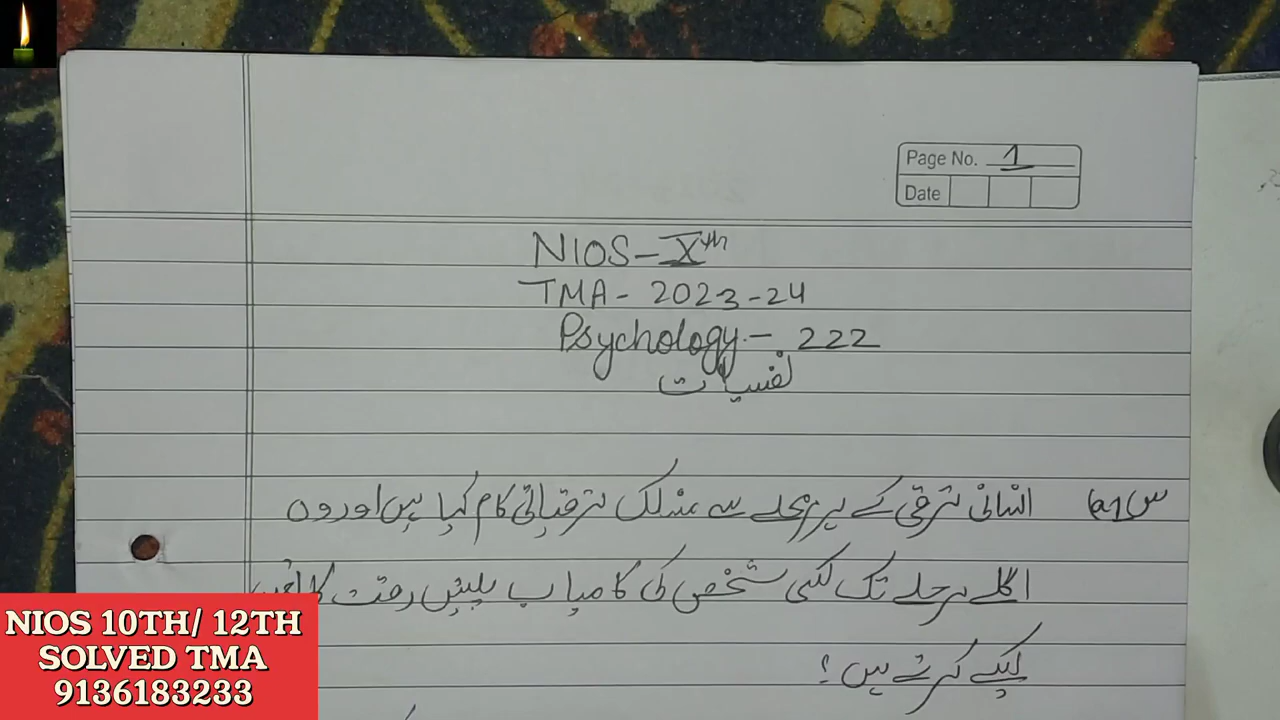 Page No. 1
Date
NIOS-Xth
TMA- 2023-24
Psychology - 222
نفسیات
س1a) انسانی ترقی کے ہر مرحلے سے منسلک ترقیاتی کام کیا ہیں اور وہ
اگلے مرحلے تک کسی شخص کی کامیاب پیش رفت کا
کیسے کرتے ہیں؟
NIOS 10TH/ 12TH
SOLVED TMA
9136183233